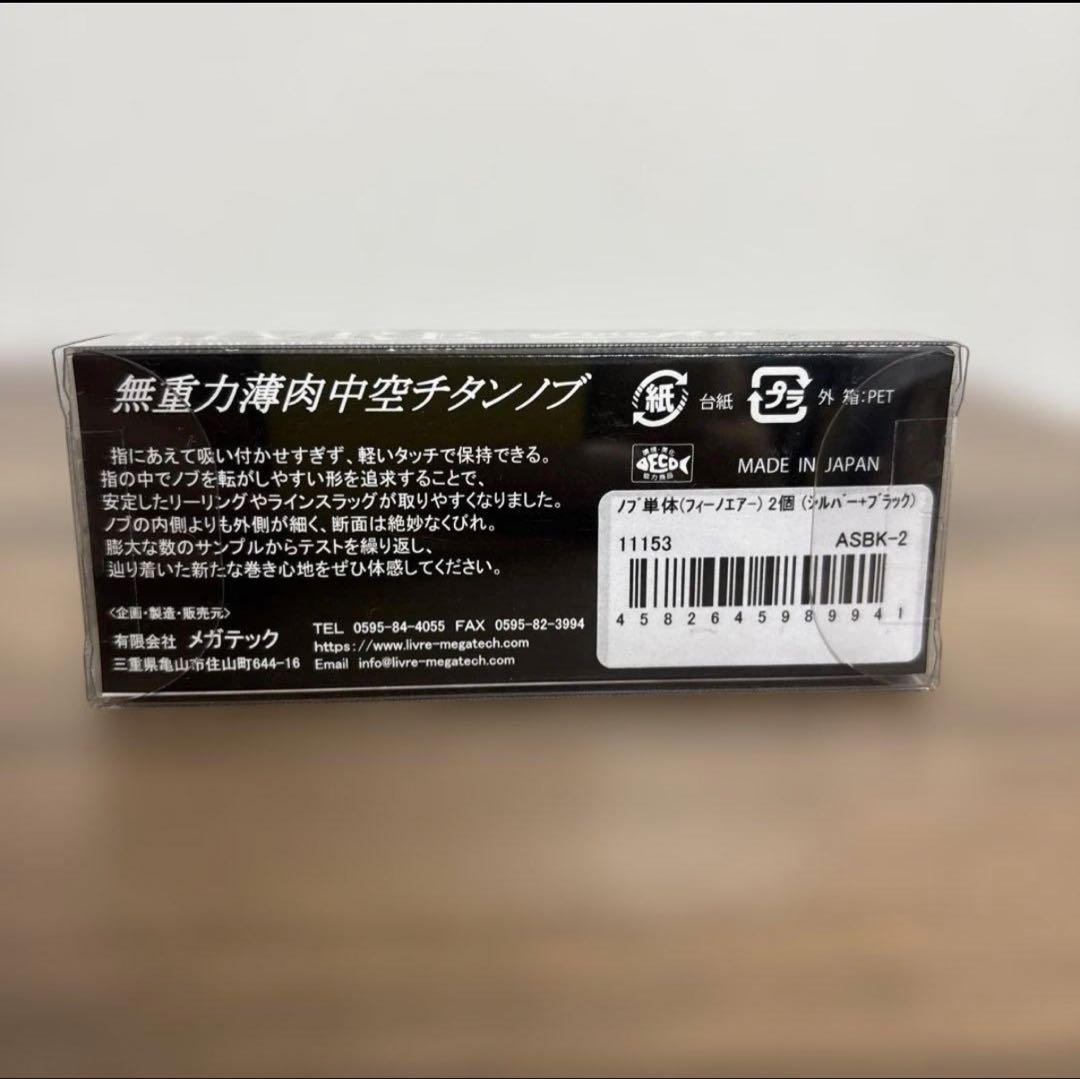 無重力薄肉中空チタンノブ
指にあえて吸い付かせすぎず、軽いタッチで保持できる。
指の中でノブを転がしやすい形を追求することで、
安定したリーリングやラインスラッグが取りやすくなりました。
ノブの内側よりも外側が細く、断面は絶妙なくびれ。
膨大な数のサンプルからテストを繰り返し、
辿り着いた新たな巻き心地をぜひ体感してください。
<企画・製造・販売元>
有限会社 メガテック
三重県亀山市住山町644-16
TEL 0595-84-4055 FAX 0595-82-3994
https://www.livre-megatech.com
Email info@livre-megatech.com
紙 台紙 プラ 外 箱:PET
ECO
MADE IN JAPAN
ノブ単体(フィーノエアー) 2個 (シルバー+ブラック)
11153 ASBK-2
4582645989941